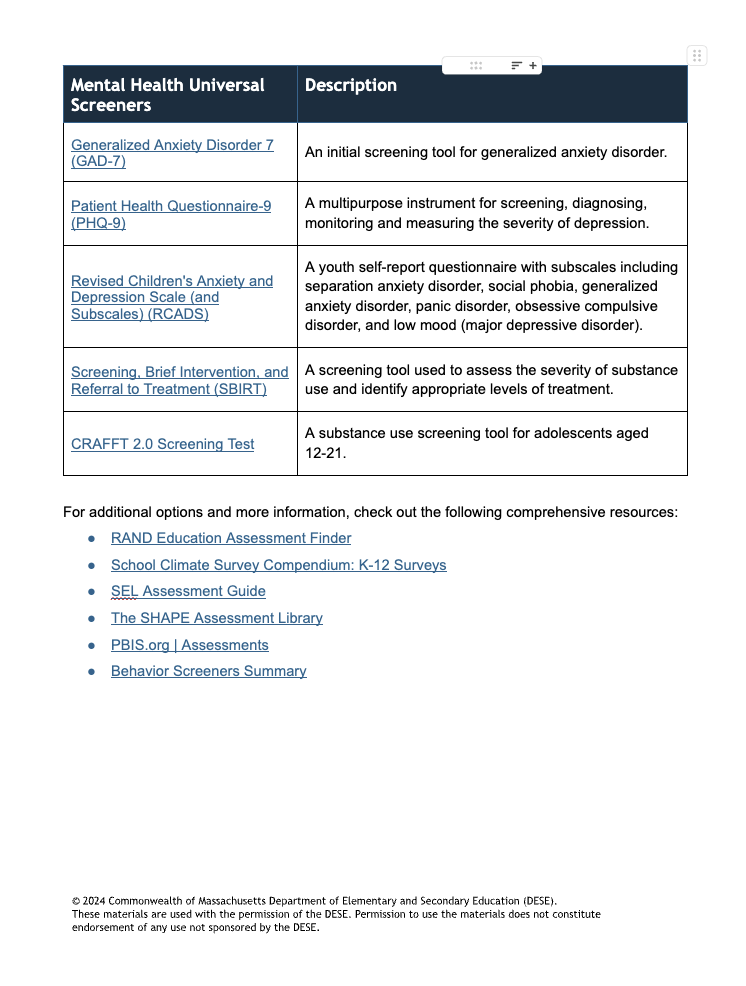 Mental Health Universal
Screeners
Description
Generalized Anxiety Disorder 7
(GAD-7)
An initial screening tool for generalized anxiety disorder.
Patient Health Questionnaire-9
(PHQ-9)
A multipurpose instrument for screening, diagnosing,
monitoring and measuring the severity of depression.
Revised Children's Anxiety and
Depression Scale (and
Subscales) (RCADS)
A youth self-report questionnaire with subscales including
separation anxiety disorder, social phobia, generalized
anxiety disorder, panic disorder, obsessive compulsive
disorder, and low mood (major depressive disorder).
Screening, Brief Intervention, and
Referral to Treatment (SBIRT)
A screening tool used to assess the severity of substance
use and identify appropriate levels of treatment.
CRAFFT 2.0 Screening Test
A substance use screening tool for adolescents aged
12-21.
For additional options and more information, check out the following comprehensive resources:
● RAND Education Assessment Finder
● School Climate Survey Compendium: K-12 Surveys
● SEL Assessment Guide
● The SHAPE Assessment Library
● PBIS.org | Assessments
● Behavior Screeners Summary
© 2024 Commonwealth of Massachusetts Department of Elementary and Secondary Education (DESE).
These materials are used with the permission of the DESE. Permission to use the materials does not constitute
endorsement of any use not sponsored by the DESE.